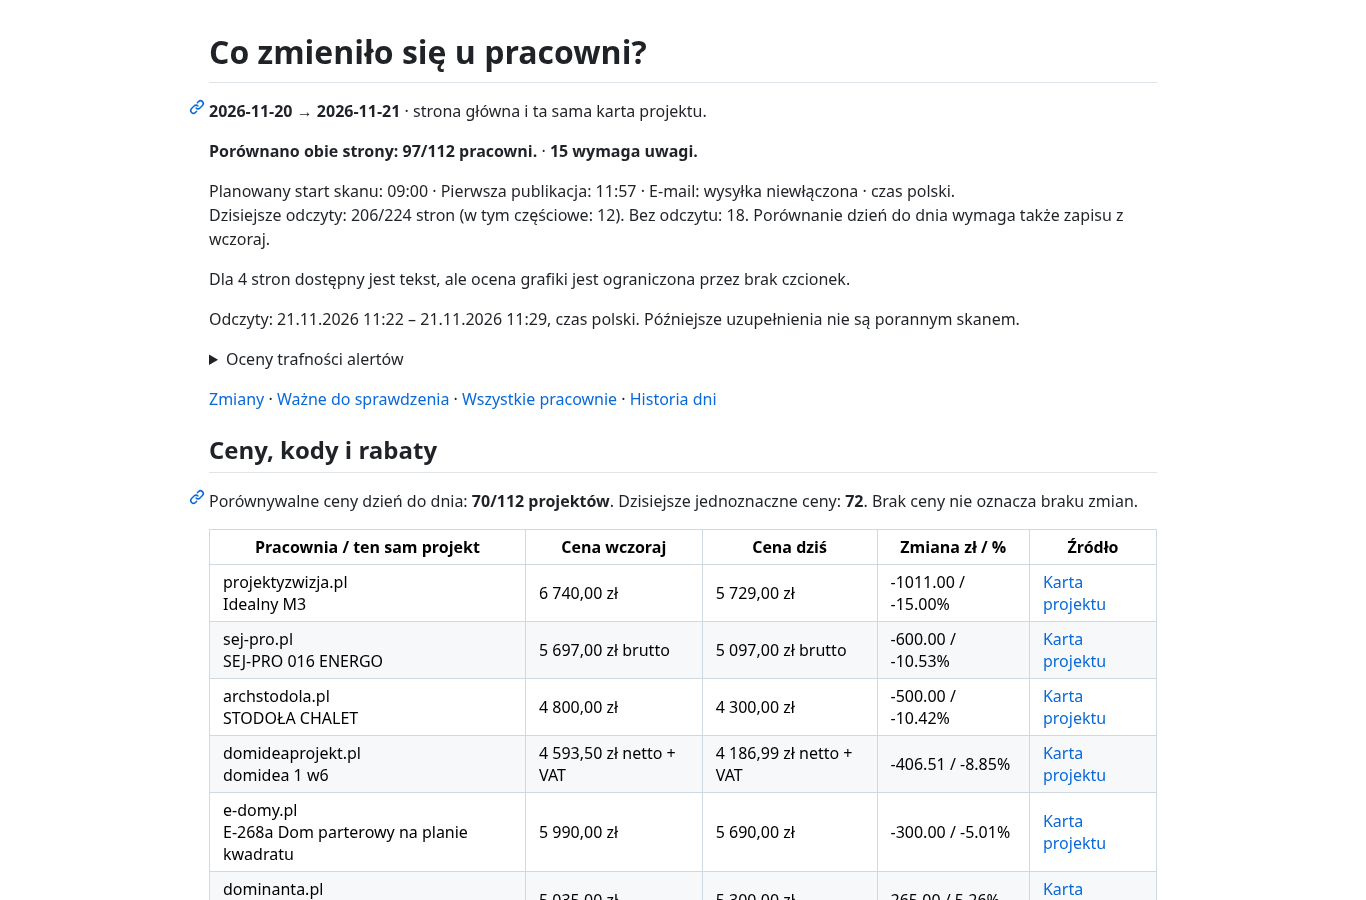 Co zmieniło się u pracowni?
2026-11-20 → 2026-11-21 · strona główna i ta sama karta projektu.
Porównano obie strony: 97/112 pracowni. · 15 wymaga uwagi.
Planowany start skanu: 09:00 · Pierwsza publikacja: 11:57 · E-mail: wysyłka niewłączona · czas polski.
Dzisiejsze odczyty: 206/224 stron (w tym częściowe: 12). Bez odczytu: 18. Porównanie dzień do dnia wymaga także zapisu z
wczoraj.
Dla 4 stron dostępny jest tekst, ale ocena grafiki jest ograniczona przez brak czcionek.
Odczyty: 21.11.2026 11:22 – 21.11.2026 11:29, czas polski. Późniejsze uzupełnienia nie są porannym skanem.
Oceny trafności alertów
Zmiany · Ważne do sprawdzenia · Wszystkie pracownie · Historia dni
Ceny, kody i rabaty
Porównywalne ceny dzień do dnia: 70/112 projektów. Dzisiejsze jednoznaczne ceny: 72. Brak ceny nie oznacza braku zmian.
Pracownia / ten sam projekt Cena wczoraj Cena dziś Zmiana zł / % Źródło
projektyzwizja.pl
Idealny M3
6 740,00 zł
5 729,00 zł
-1011.00 /
-15.00%
Karta
projektu
sej-pro.pl
SEJ-PRO 016 ENERGO
5 697,00 zł brutto
5 097,00 zł brutto
-600.00 /
-10.53%
Karta
projektu
archstodola.pl
STODOŁA CHALET
4 800,00 zł
4 300,00 zł
-500.00 /
-10.42%
Karta
projektu
domideaprojekt.pl
domidea 1 w6
4 593,50 zł netto +
VAT
4 186,99 zł netto +
VAT
-406.51 / -8.85%
Karta
projektu
e-domy.pl
E-268a Dom parterowy na planie
kwadratu
5 990,00 zł
5 690,00 zł
-300.00 / -5.01%
Karta
projektu
dominanta.pl
5 035,00 zł
5 300,00 zł
265.00 / 5.26%
Karta